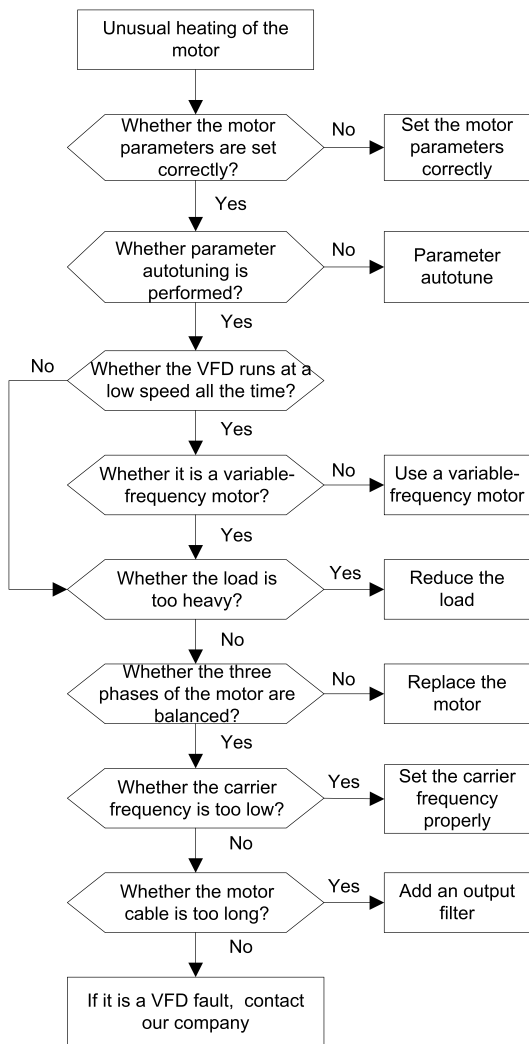 Unusual heating of the
motor
Whether the motor
parameters are set
correctly?
No
Set the motor
parameters
correctly
Yes
Whether parameter
autotuning is
performed?
No
Parameter
autotune
Yes
No
Whether the VFD runs at a
low speed all the time?
Yes
Whether it is a variable-
frequency motor?
No
Use a variable-
frequency motor
Yes
Whether the load is
too heavy?
Yes
Reduce the
load
No
Whether the three
phases of the motor are
balanced?
No
Replace the
motor
Yes
Whether the carrier
frequency is too low?
Yes
Set the carrier
frequency
properly
No
Whether the motor
cable is too long?
Yes
Add an output
filter
No
If it is a VFD fault, contact
our company